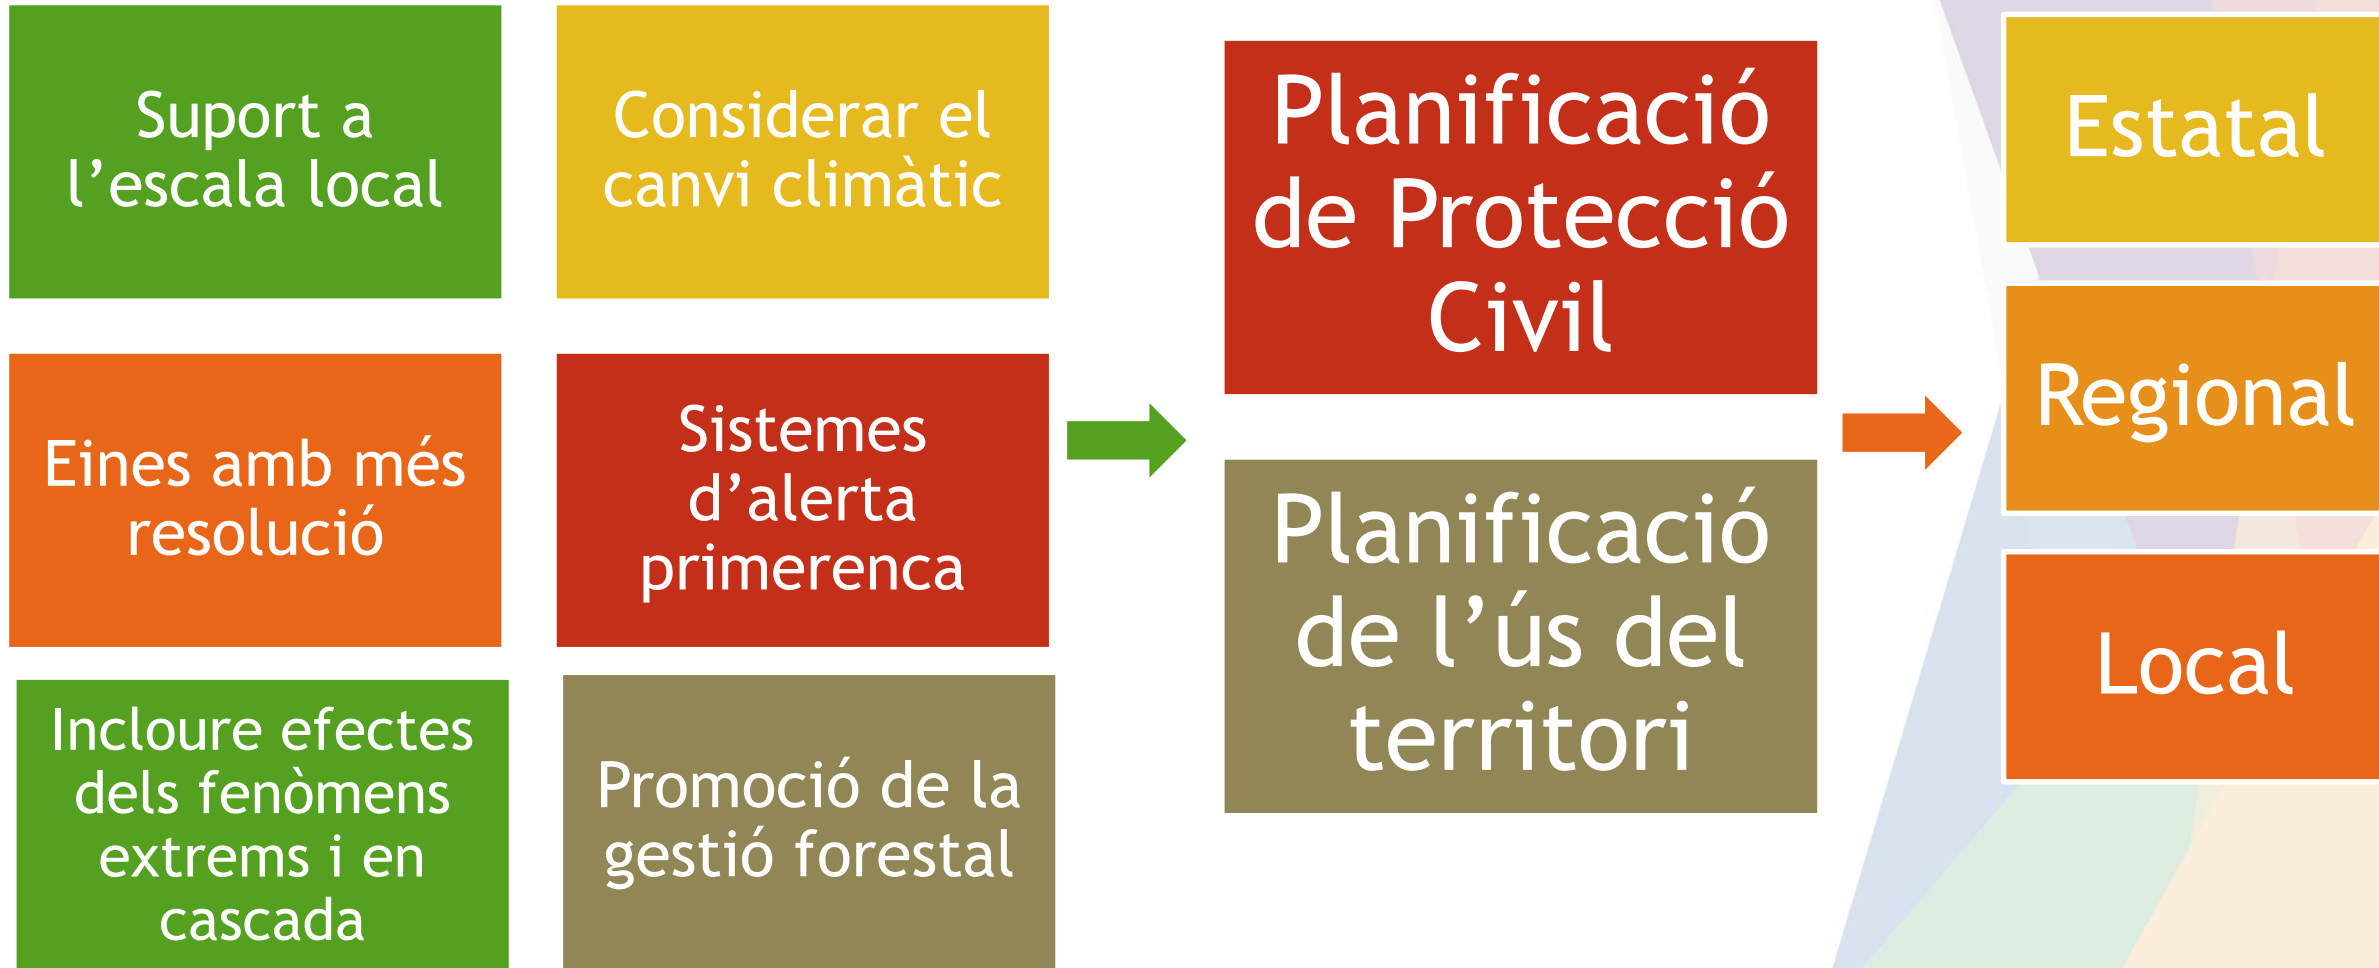 Suport a
l’escala local
Considerar el
canvi climàtic
Eines amb més
resolució
Sistemes
d’alerta
primerenca
Incloure efectes
dels fenòmens
extrems i en
cascada
Promoció de la
gestió forestal
Planificació
de Protecció
Civil
Planificació
de l’ús del
territori
Estatal
Regional
Local